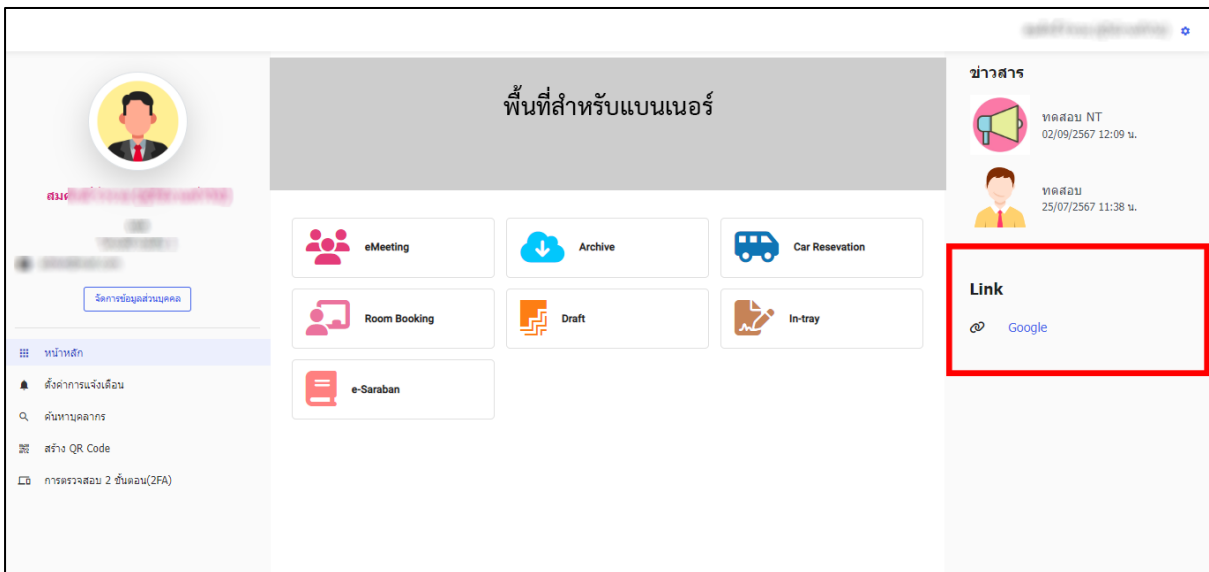 สม
จัดการข้อมูลส่วนบุคคล
หน้าหลัก
ตั้งค่าการแจ้งเตือน
ค้นหาบุคลากร
สร้าง QR Code
การตรวจสอบ 2 ขั้นตอน(2FA)
พื้นที่สำหรับแบนเนอร์
eMeeting
Archive
Car Resevation
Room Booking
Draft
In-tray
e-Saraban
ข่าวสาร
ทดสอบ NT
02/09/2567 12:09 น.
ทดสอบ
25/07/2567 11:38 น.
Link
Google